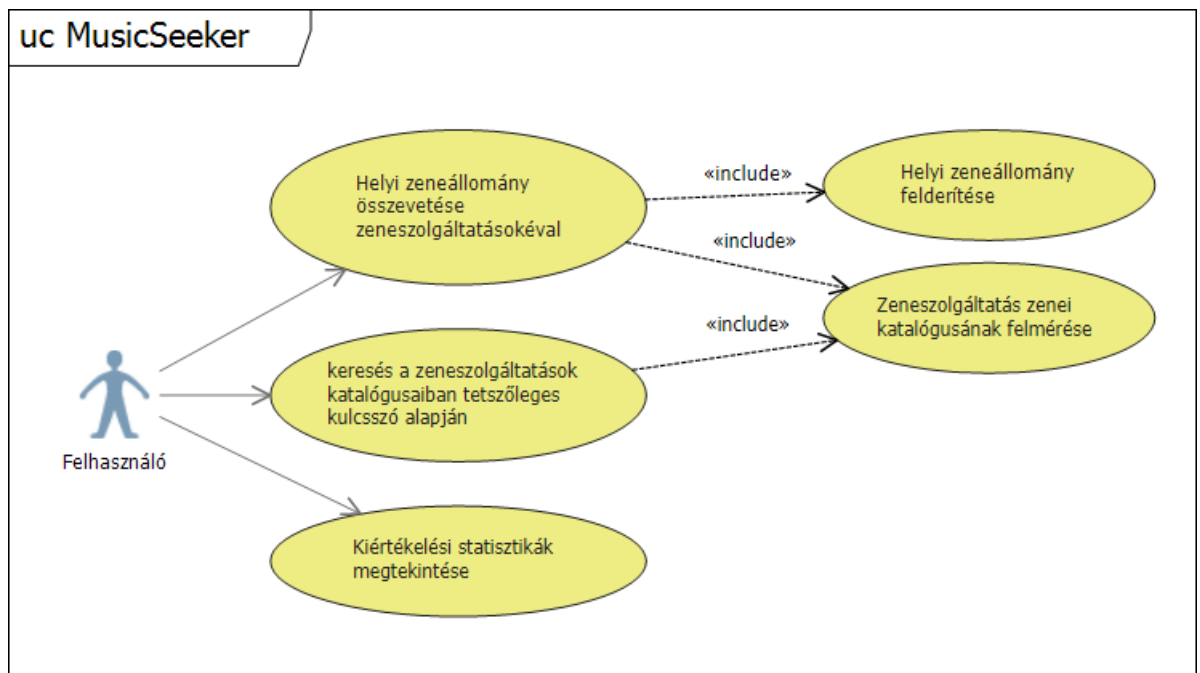 uc MusicSeeker
Helyi zeneállomány
összevetése
zeneszolgáltatásokéval
«include»
Helyi zeneállomány
felderítése
«include»
Zeneszolgáltatás zenei
katalógusának felmérése
«include»
keresés a zeneszolgáltatások
katalógusaiban tetszőleges
kulcsszó alapján
Felhasználó
Kiértékelési statisztikák
megtekintése